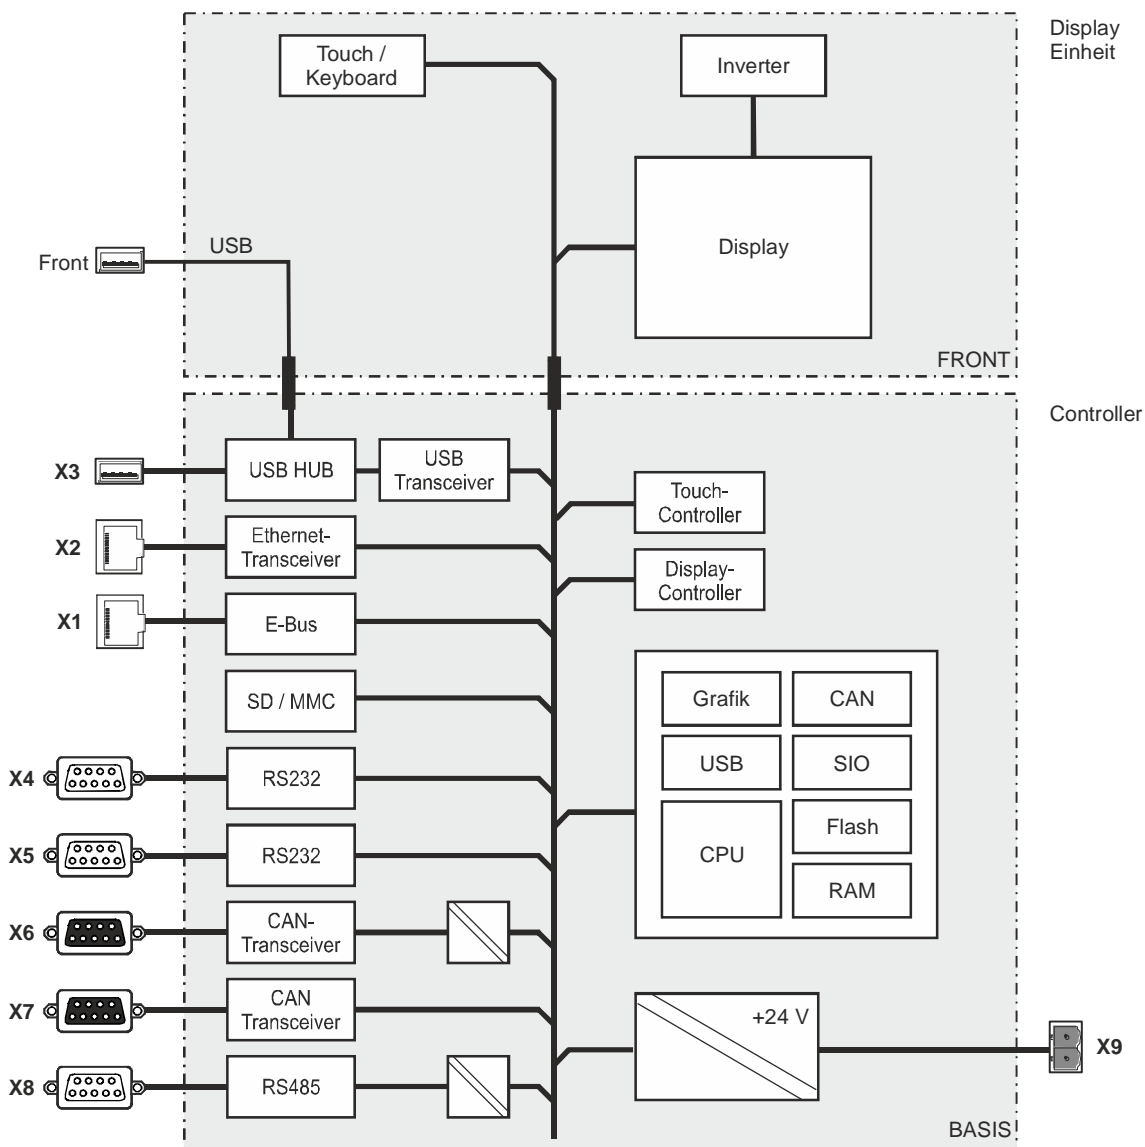 Display
Einheit
Touch /
Keyboard
Inverter
Display
USB
Front
FRONT
Controller
X3
USB HUB
USB
Transceiver
Touch-
Controller
X2
Ethernet-
Transceiver
Display-
Controller
X1
E-Bus
SD / MMC
Grafik
CAN
USB
SIO
CPU
Flash
RAM
X4
RS232
X5
RS232
X6
CAN-
Transceiver
X7
CAN
Transceiver
+24 V
X9
X8
RS485
BASIS